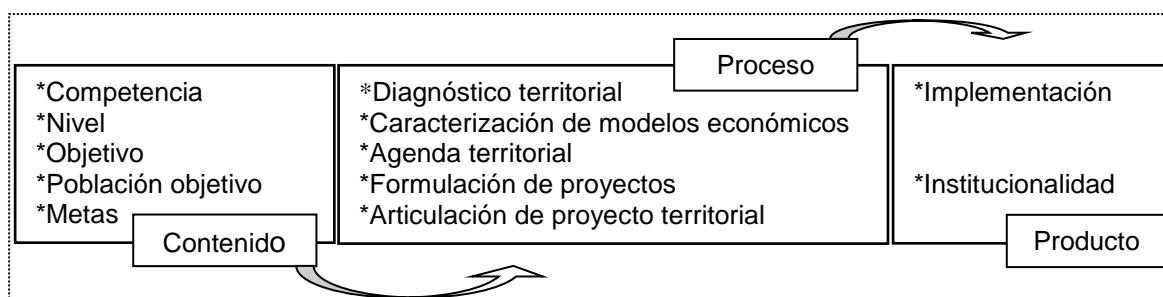 Proceso
*Competencia
*Nivel
*Objetivo
*Población objetivo
*Metas
Contenido
*Diagnóstico territorial
*Caracterización de modelos económicos
*Agenda territorial
*Formulación de proyectos
*Articulación de proyecto territorial
*Implementación
*Institucionalidad
Producto